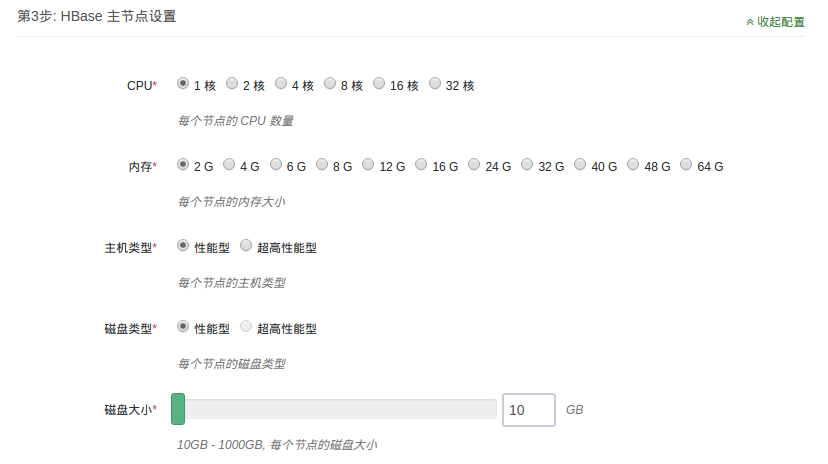 第3步: HBase 主节点设置
收起配置
CPU* 1 核 2 核 4 核 8 核 16 核 32 核
每个节点的 CPU 数量
内存* 2 G 4 G 6 G 8 G 12 G 16 G 24 G 32 G 40 G 48 G 64 G
每个节点的内存大小
主机类型* 性能型 超高性能型
每个节点的主机类型
磁盘类型* 性能型 超高性能型
每个节点的磁盘类型
磁盘大小* 10 GB
10GB - 1000GB, 每个节点的磁盘大小